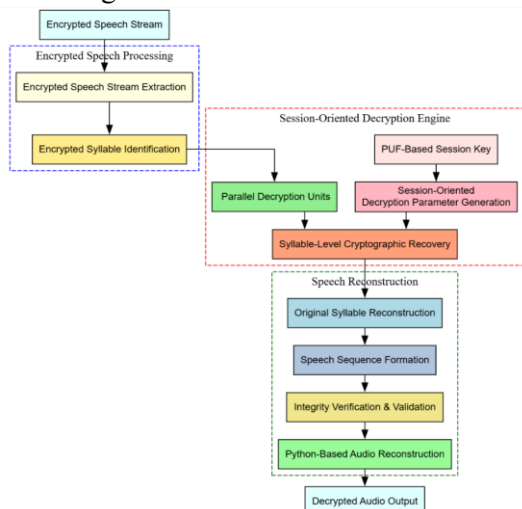 Encrypted Speech Stream
Encrypted Speech Processing
Encrypted Speech Stream Extraction
Encrypted Syllable Identification
Session-Oriented Decryption Engine
PUF-Based Session Key
Parallel Decryption Units
Session-Oriented
Decryption Parameter Generation
Syllable-Level Cryptographic Recovery
Speech Reconstruction
Original Syllable Reconstruction
Speech Sequence Formation
Integrity Verification & Validation
Python-Based Audio Reconstruction
Decrypted Audio Output